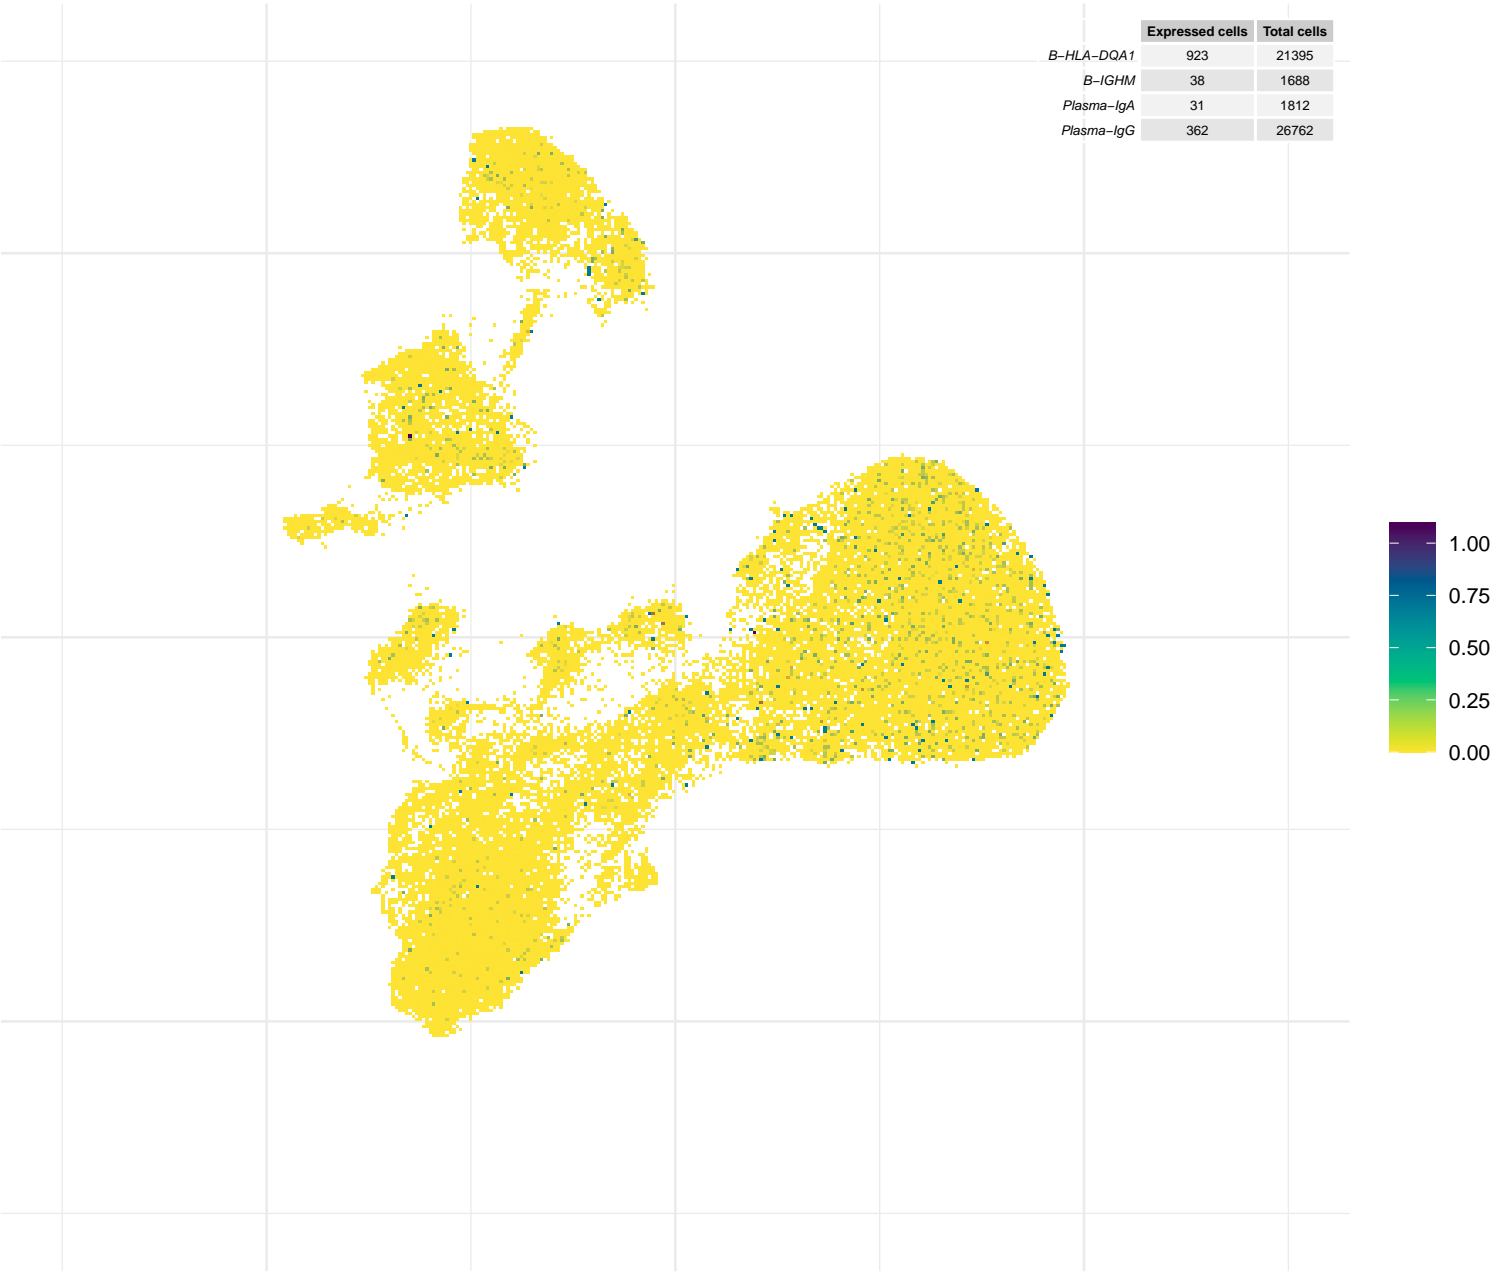 Expressed cells Total cells
B−HLA−DQA1 923 21395
B−IGHM 38 1688
Plasma−IgA 31 1812
Plasma−IgG 362 26762
1.00
0.75
0.50
0.25
0.00